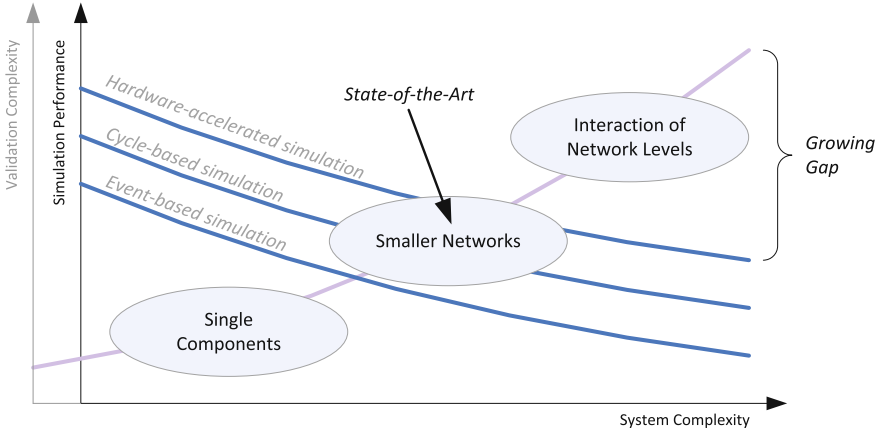 Validation Complexity
Simulation Performance
Hardware-accelerated simulation
Cycle-based simulation
Event-based simulation
State-of-the-Art
Interaction of
Network Levels
Growing
Gap
Smaller Networks
Single
Components
System Complexity